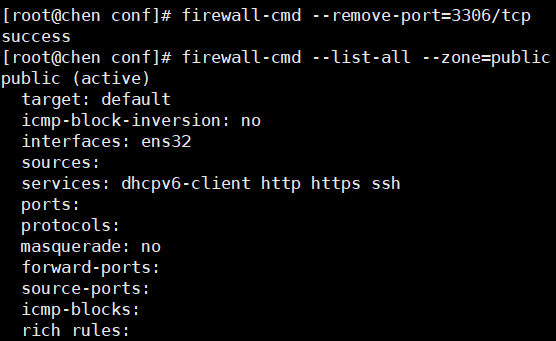 [root@chen conf]# firewall-cmd --remove-port=3306/tcp
success
[root@chen conf]# firewall-cmd --list-all --zone=public
public (active)
  target: default
  icmp-block-inversion: no
  interfaces: ens32
  sources:
  services: dhcpv6-client http https ssh
  ports:
  protocols:
  masquerade: no
  forward-ports:
  source-ports:
  icmp-blocks:
  rich rules: